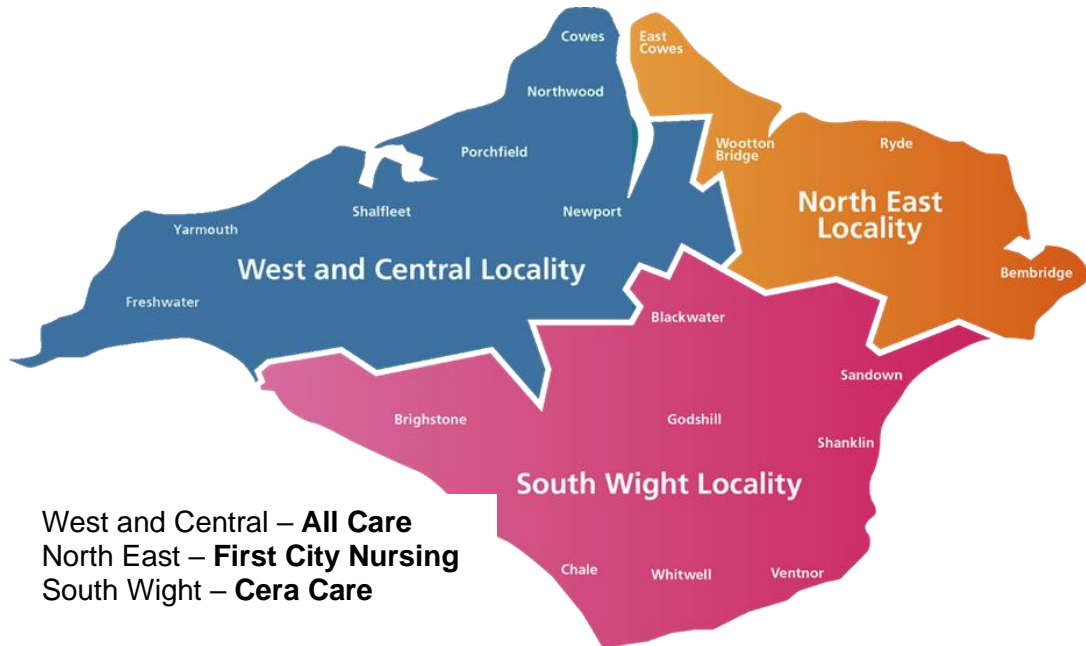 Cowes
East
Cowes
Northwood
Wootton
Bridge
Ryde
Porchfield
North East
Locality
Shalfleet
Newport
Yarmouth
West and Central Locality
Bembridge
Freshwater
Blackwater
Sandown
Brighstone
Godshill
Shanklin
South Wight Locality
West and Central – All Care
North East – First City Nursing
South Wight – Cera Care
Chale
Whitwell
Ventnor